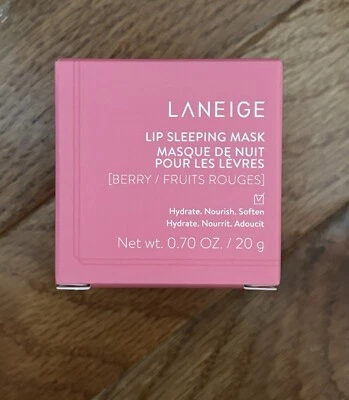 LANEIGE
LIP SLEEPING MASK
MASQUE DE NUIT
POUR LES LÈVRES
[BERRY / FRUITS ROUGES]
Hydrate. Nourish. Soften
Hydrate. Nourrit. Adoucit
Net wt. 0.70 OZ. / 20 g